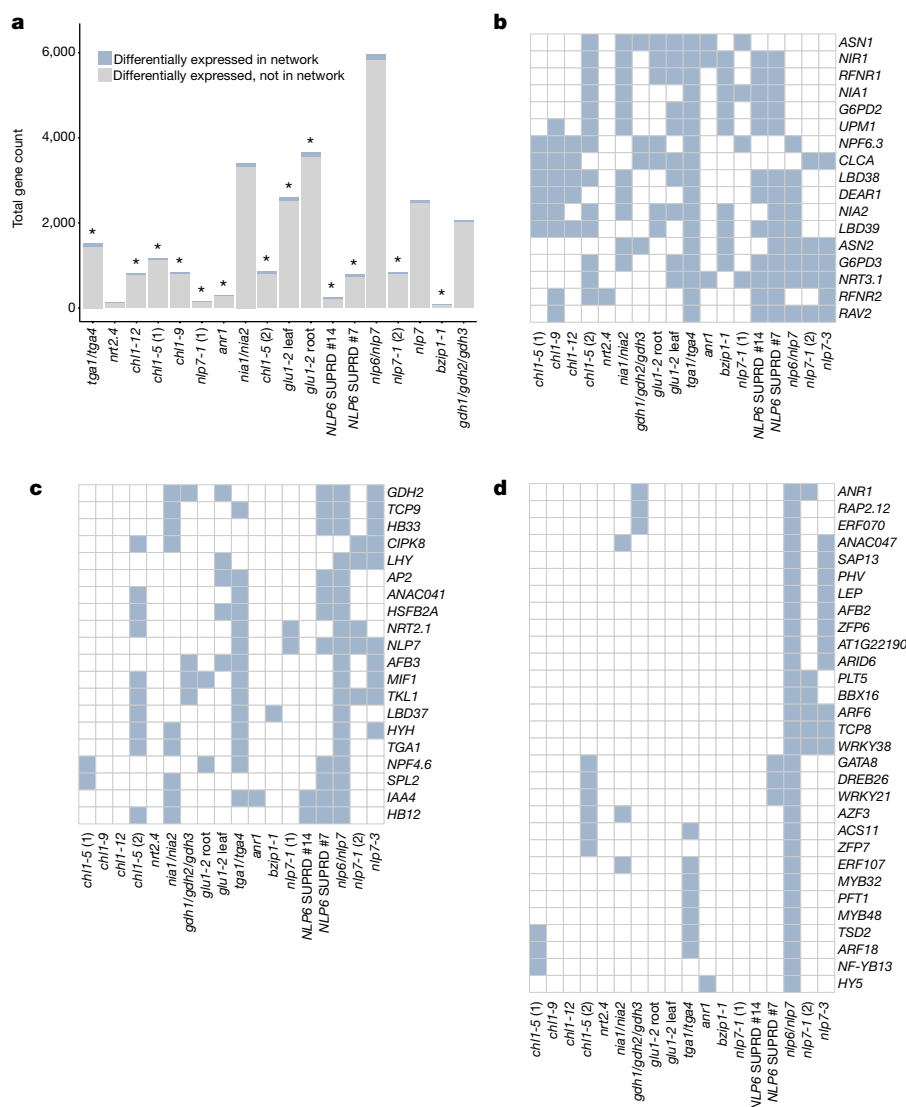 a
6,000
4,000
2,000
0
Total gene count
Differentially expressed in network
Differentially expressed, not in network
* * * * * * * * * * * * *
tga1/tga4
nrt2.4
chl1-12
chl1-5 (1)
chl1-9
nlp7-1 (1)
anr1
nia1/nia2
chl1-5 (2)
glu1-2 leaf
glu1-2 root
NLP6 SUPRD #14
NLP6 SUPRD #7
nlp6/nlp7
nlp7-1 (2)
nlp7
bzip1-1
gdh1/gdh2/gdh3
b
ASN1
NIR1
RFNR1
NIA1
G6PD2
UPM1
NPF6.3
CLCA
LBD38
DEAR1
NIA2
LBD39
ASN2
G6PD3
NRT3.1
RFNR2
RAV2
chl1-5 (1)
chl1-9
chl1-12
chl1-5 (2)
nrt2.4
nia1/nia2
gdh1/gdh2/gdh3
glu1-2 root
glu1-2 leaf
tga1/tga4
anr1
bzip1-1
nlp7-1 (1)
NLP6 SUPRD #14
NLP6 SUPRD #7
nlp6/nlp7
nlp7-1 (2)
nlp7-3
c
GDH2
TCP9
HB33
CIPK8
LHY
AP2
ANAC041
HSFB2A
NRT2.1
NLP7
AFB3
MIF1
TKL1
LBD37
HYH
TGA1
NPF4.6
SPL2
IAA4
HB12
chl1-5 (1)
chl1-9
chl1-12
chl1-5 (2)
nrt2.4
nia1/nia2
gdh1/gdh2/gdh3
glu1-2 root
glu1-2 leaf
tga1/tga4
anr1
bzip1-1
nlp7-1 (1)
NLP6 SUPRD #14
NLP6 SUPRD #7
nlp6/nlp7
nlp7-1 (2)
nlp7-3
d
ANR1
RAP2.12
ERF070
ANAC047
SAP13
PHV
LEP
AFB2
ZFP6
AT1G22190
ARID6
PLT5
BBX16
ARF6
TCP8
WRKY38
GATA8
DREB26
WRKY21
AZF3
ACS11
ZFP7
ERF107
MYB32
PFT1
MYB48
TSD2
ARF18
NF-YB13
HY5
chl1-5 (1)
chl1-9
chl1-12
chl1-5 (2)
nrt2.4
nia1/nia2
gdh1/gdh2/gdh3
glu1-2 root
glu1-2 leaf
tga1/tga4
anr1
bzip1-1
nlp7-1 (1)
NLP6 SUPRD #14
NLP6 SUPRD #7
nlp6/nlp7
nlp7-1 (2)
nlp7-3